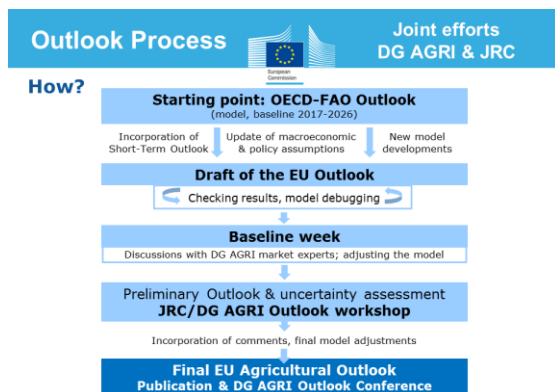 Outlook Process
European
Commission
Joint efforts
DG AGRI & JRC
How?
Starting point: OECD-FAO Outlook
(model, baseline 2017-2026)
Incorporation of
Short-Term Outlook
Update of macroeconomic
& policy assumptions
New model
developments
Draft of the EU Outlook
Checking results, model debugging
Baseline week
Discussions with DG AGRI market experts; adjusting the model
Preliminary Outlook & uncertainty assessment
JRC/DG AGRI Outlook workshop
Incorporation of comments, final model adjustments
Final EU Agricultural Outlook
Publication & DG AGRI Outlook Conference